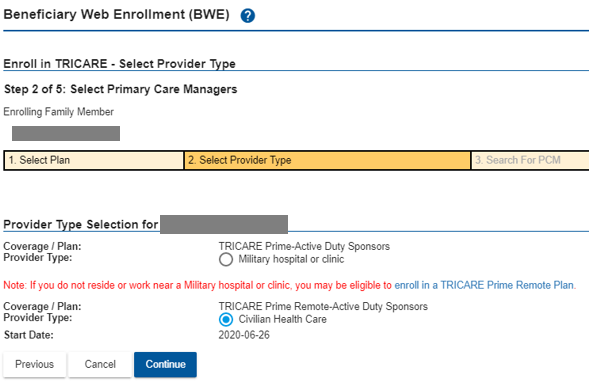 Beneficiary Web Enrollment (BWE) ?
Enroll in TRICARE - Select Provider Type
Step 2 of 5: Select Primary Care Managers
Enrolling Family Member
1. Select Plan 2. Select Provider Type 3. Search For PCM
Provider Type Selection for
Coverage / Plan: TRICARE Prime-Active Duty Sponsors
Provider Type: Military hospital or clinic
Note: If you do not reside or work near a Military hospital or clinic, you may be eligible to enroll in a TRICARE Prime Remote Plan.
Coverage / Plan: TRICARE Prime Remote-Active Duty Sponsors
Provider Type: Civilian Health Care
Start Date: 2020-06-26
Previous Cancel Continue